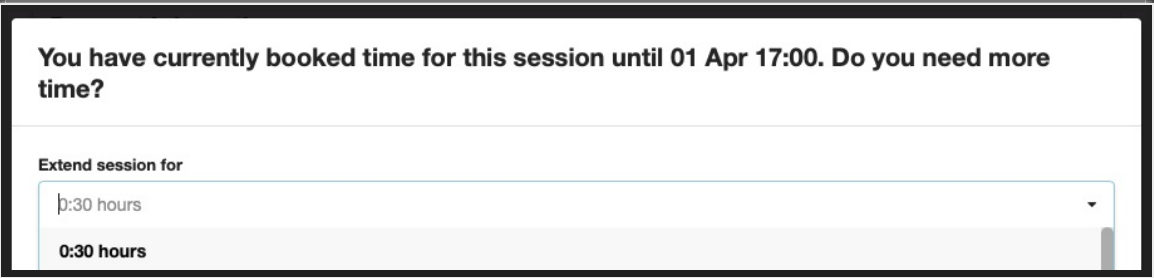 You have currently booked time for this session until 01 Apr 17:00. Do you need more
time?
Extend session for
0:30 hours
0:30 hours